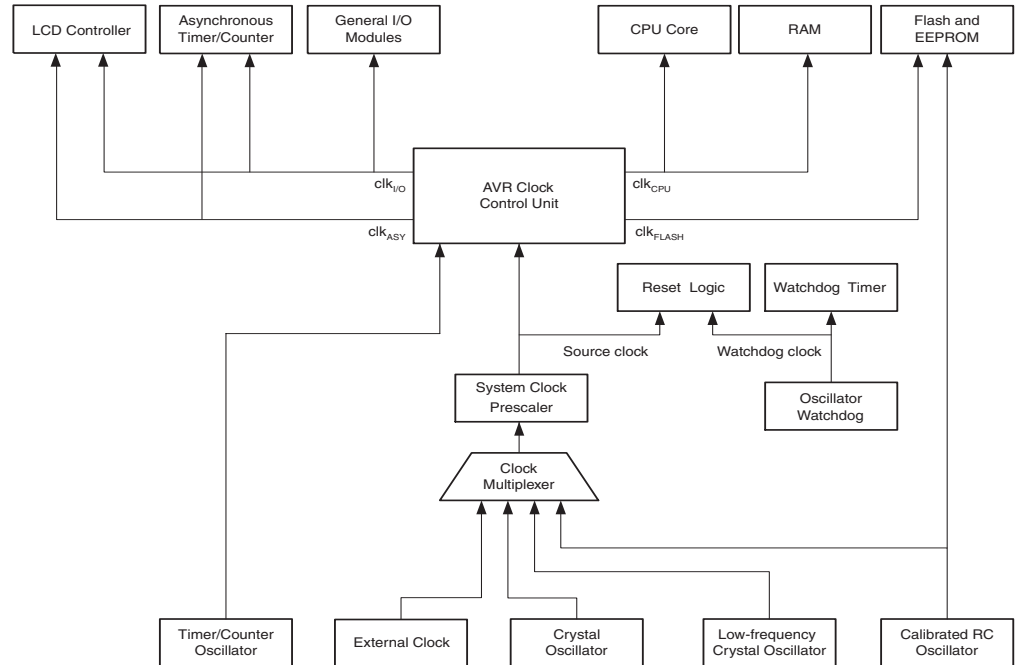 LCD Controller
Asynchronous
Timer/Counter
General I/O
Modules
CPU Core
RAM
Flash and
EEPROM
clkI/O
AVR Clock
Control Unit
clkCPU
clkASY
clkFLASH
Reset Logic
Watchdog Timer
Source clock
Watchdog clock
System Clock
Prescaler
Oscillator
Watchdog
Clock
Multiplexer
Timer/Counter
Oscillator
External Clock
Crystal
Oscillator
Low-frequency
Crystal Oscillator
Calibrated RC
Oscillator